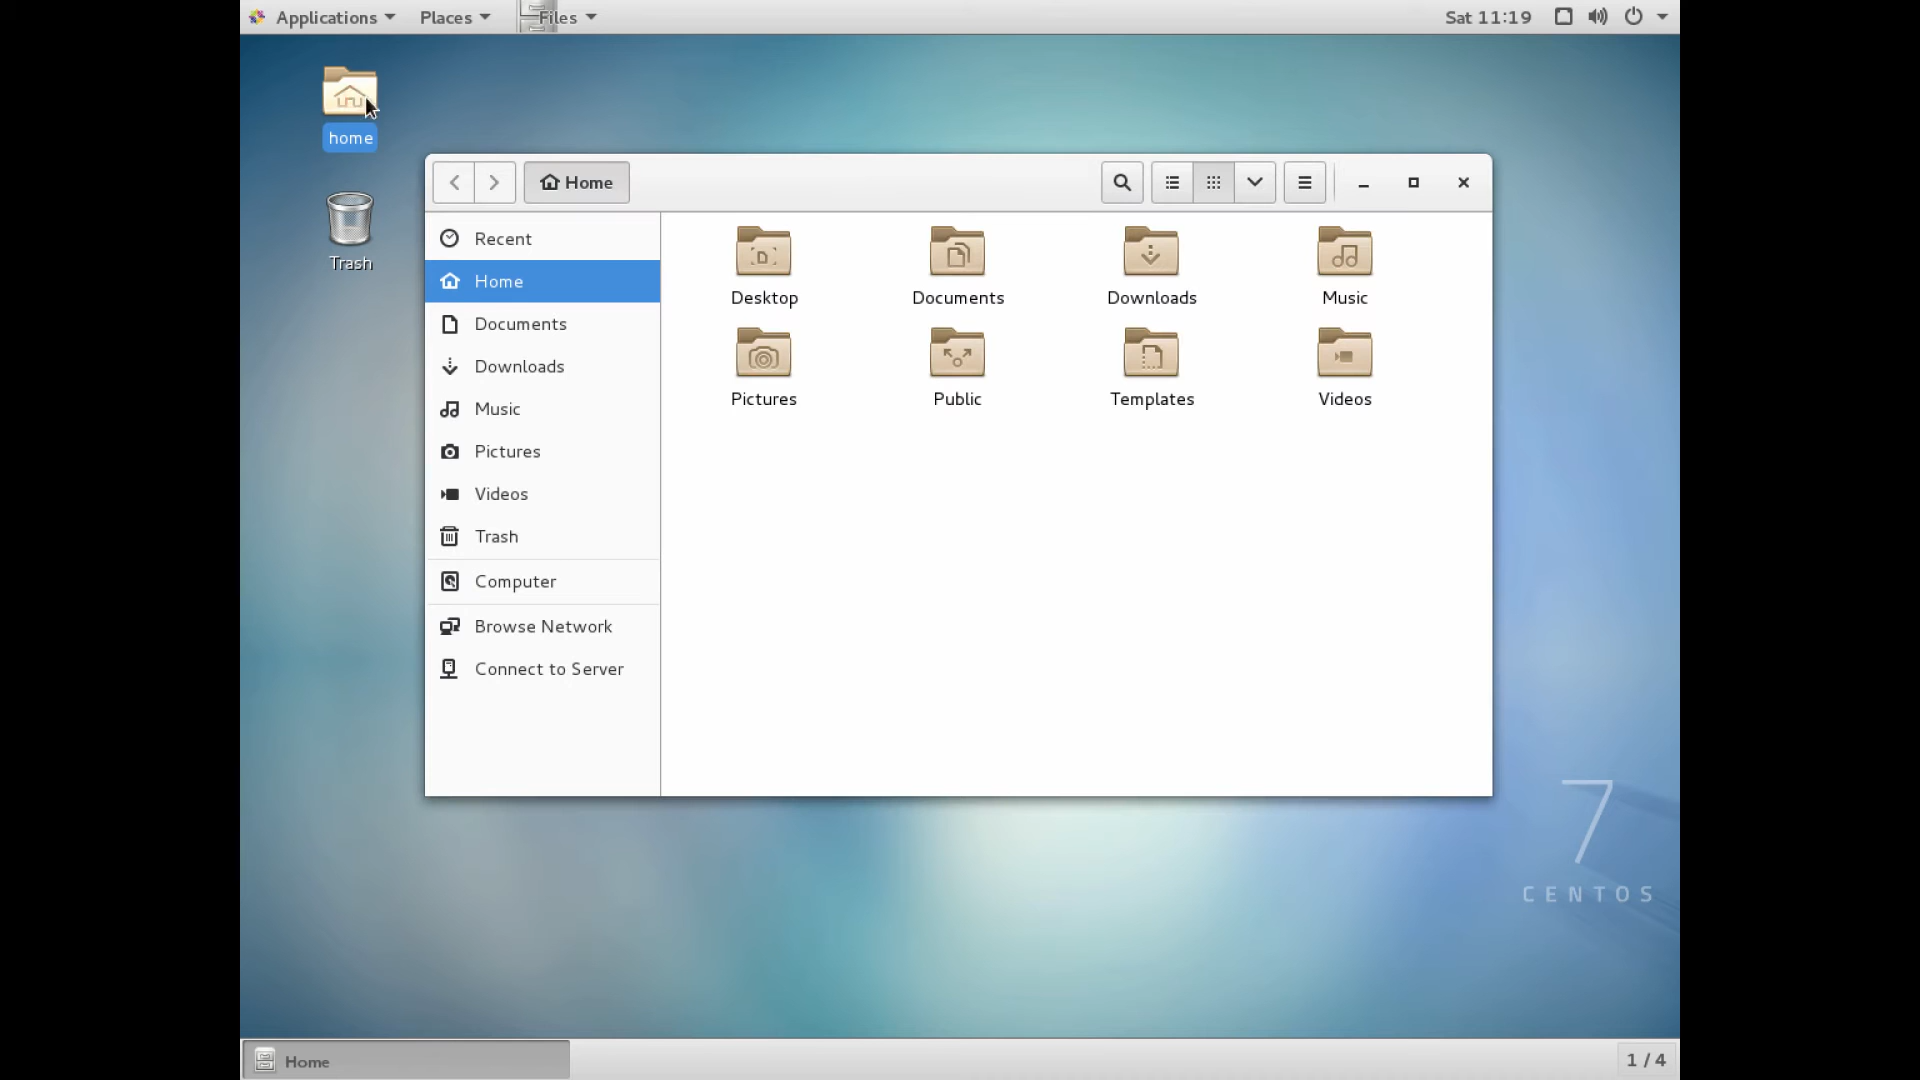 Applications Places Files Sat 11:19
home
Trash
Home
Recent
Home
Documents
Downloads
Music
Pictures
Videos
Trash
Computer
Browse Network
Connect to Server
Desktop Documents Downloads Music
Pictures Public Templates Videos
7
CENTOS
Home 1 / 4